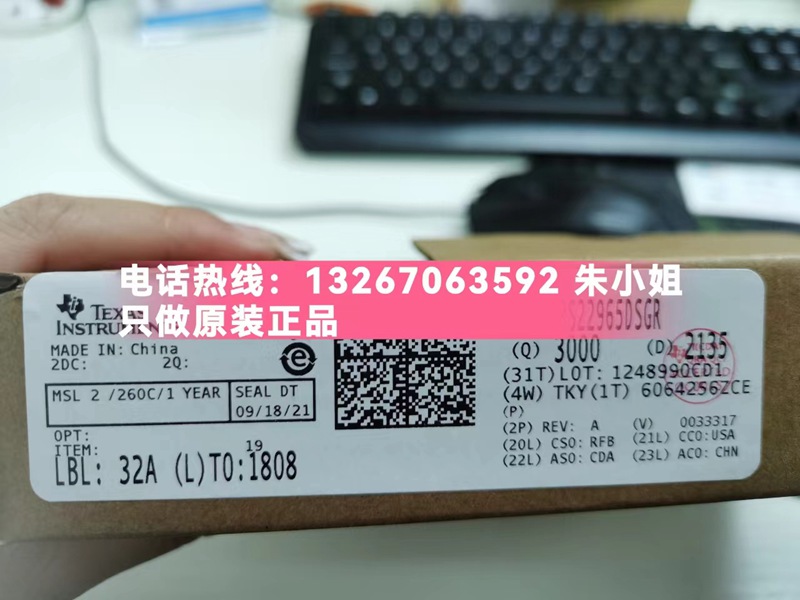 电话热线：13267063592 朱小姐
只做原装正品
TEXAS
INSTRUMENTS
MADE IN: China
2DC: 2Q:
MSL 2 /260C/1 YEAR
SEAL DT
09/18/21
OPT:
ITEM: 19
LBL: 32A (L)TO:1808
S22965DSGR
(Q) 3000 (D) 2135
(31T)LOT: 1248990CD1
(4W) TKY(1T) 6064256ZCE
(P)
(2P) REV: A (V) 0033317
(20L) CSO: RFB (21L) CCO:USA
(22L) ASO: CDA (23L) ACO: CHN